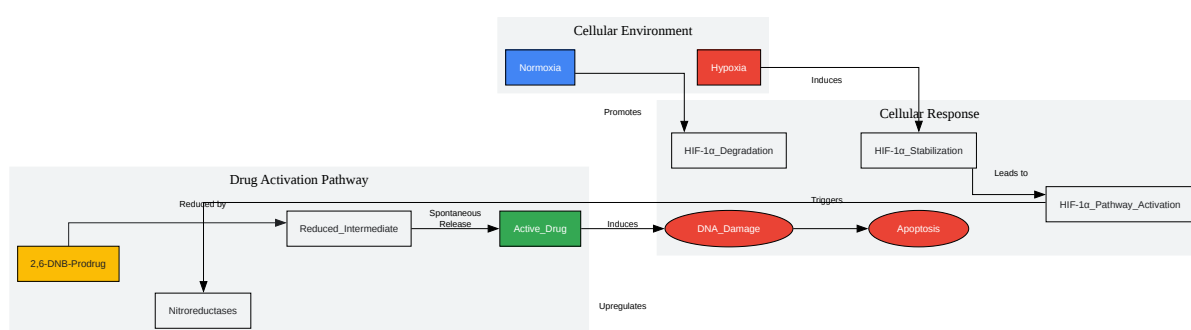 Cellular Environment
Normoxia
Hypoxia
Induces
Promotes
Cellular Response
HIF-1α_Degradation
HIF-1α_Stabilization
Leads to
HIF-1α_Pathway_Activation
Drug Activation Pathway
Reduced by
Triggers
Reduced_Intermediate
Spontaneous
Release
Active_Drug
Induces
DNA_Damage
Apoptosis
2,6-DNB-Prodrug
Nitroreductases
Upregulates